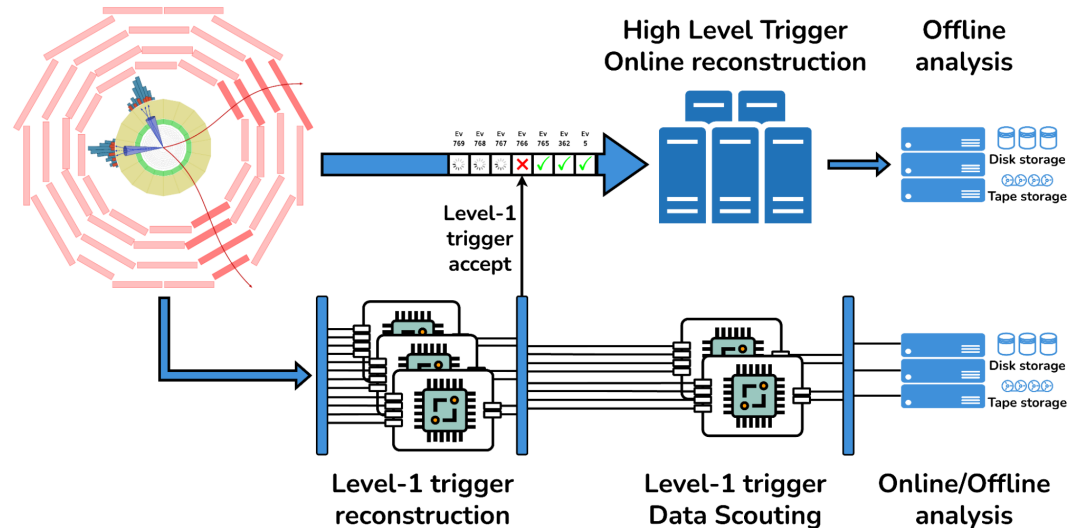 High Level Trigger
Online reconstruction
Offline
analysis
Ev Ev Ev Ev Ev Ev Ev
769 768 767 766 765 362 5
Disk storage
Tape storage
Level-1
trigger
accept
Disk storage
Tape storage
Level-1 trigger
reconstruction
Level-1 trigger
Data Scouting
Online/Offline
analysis